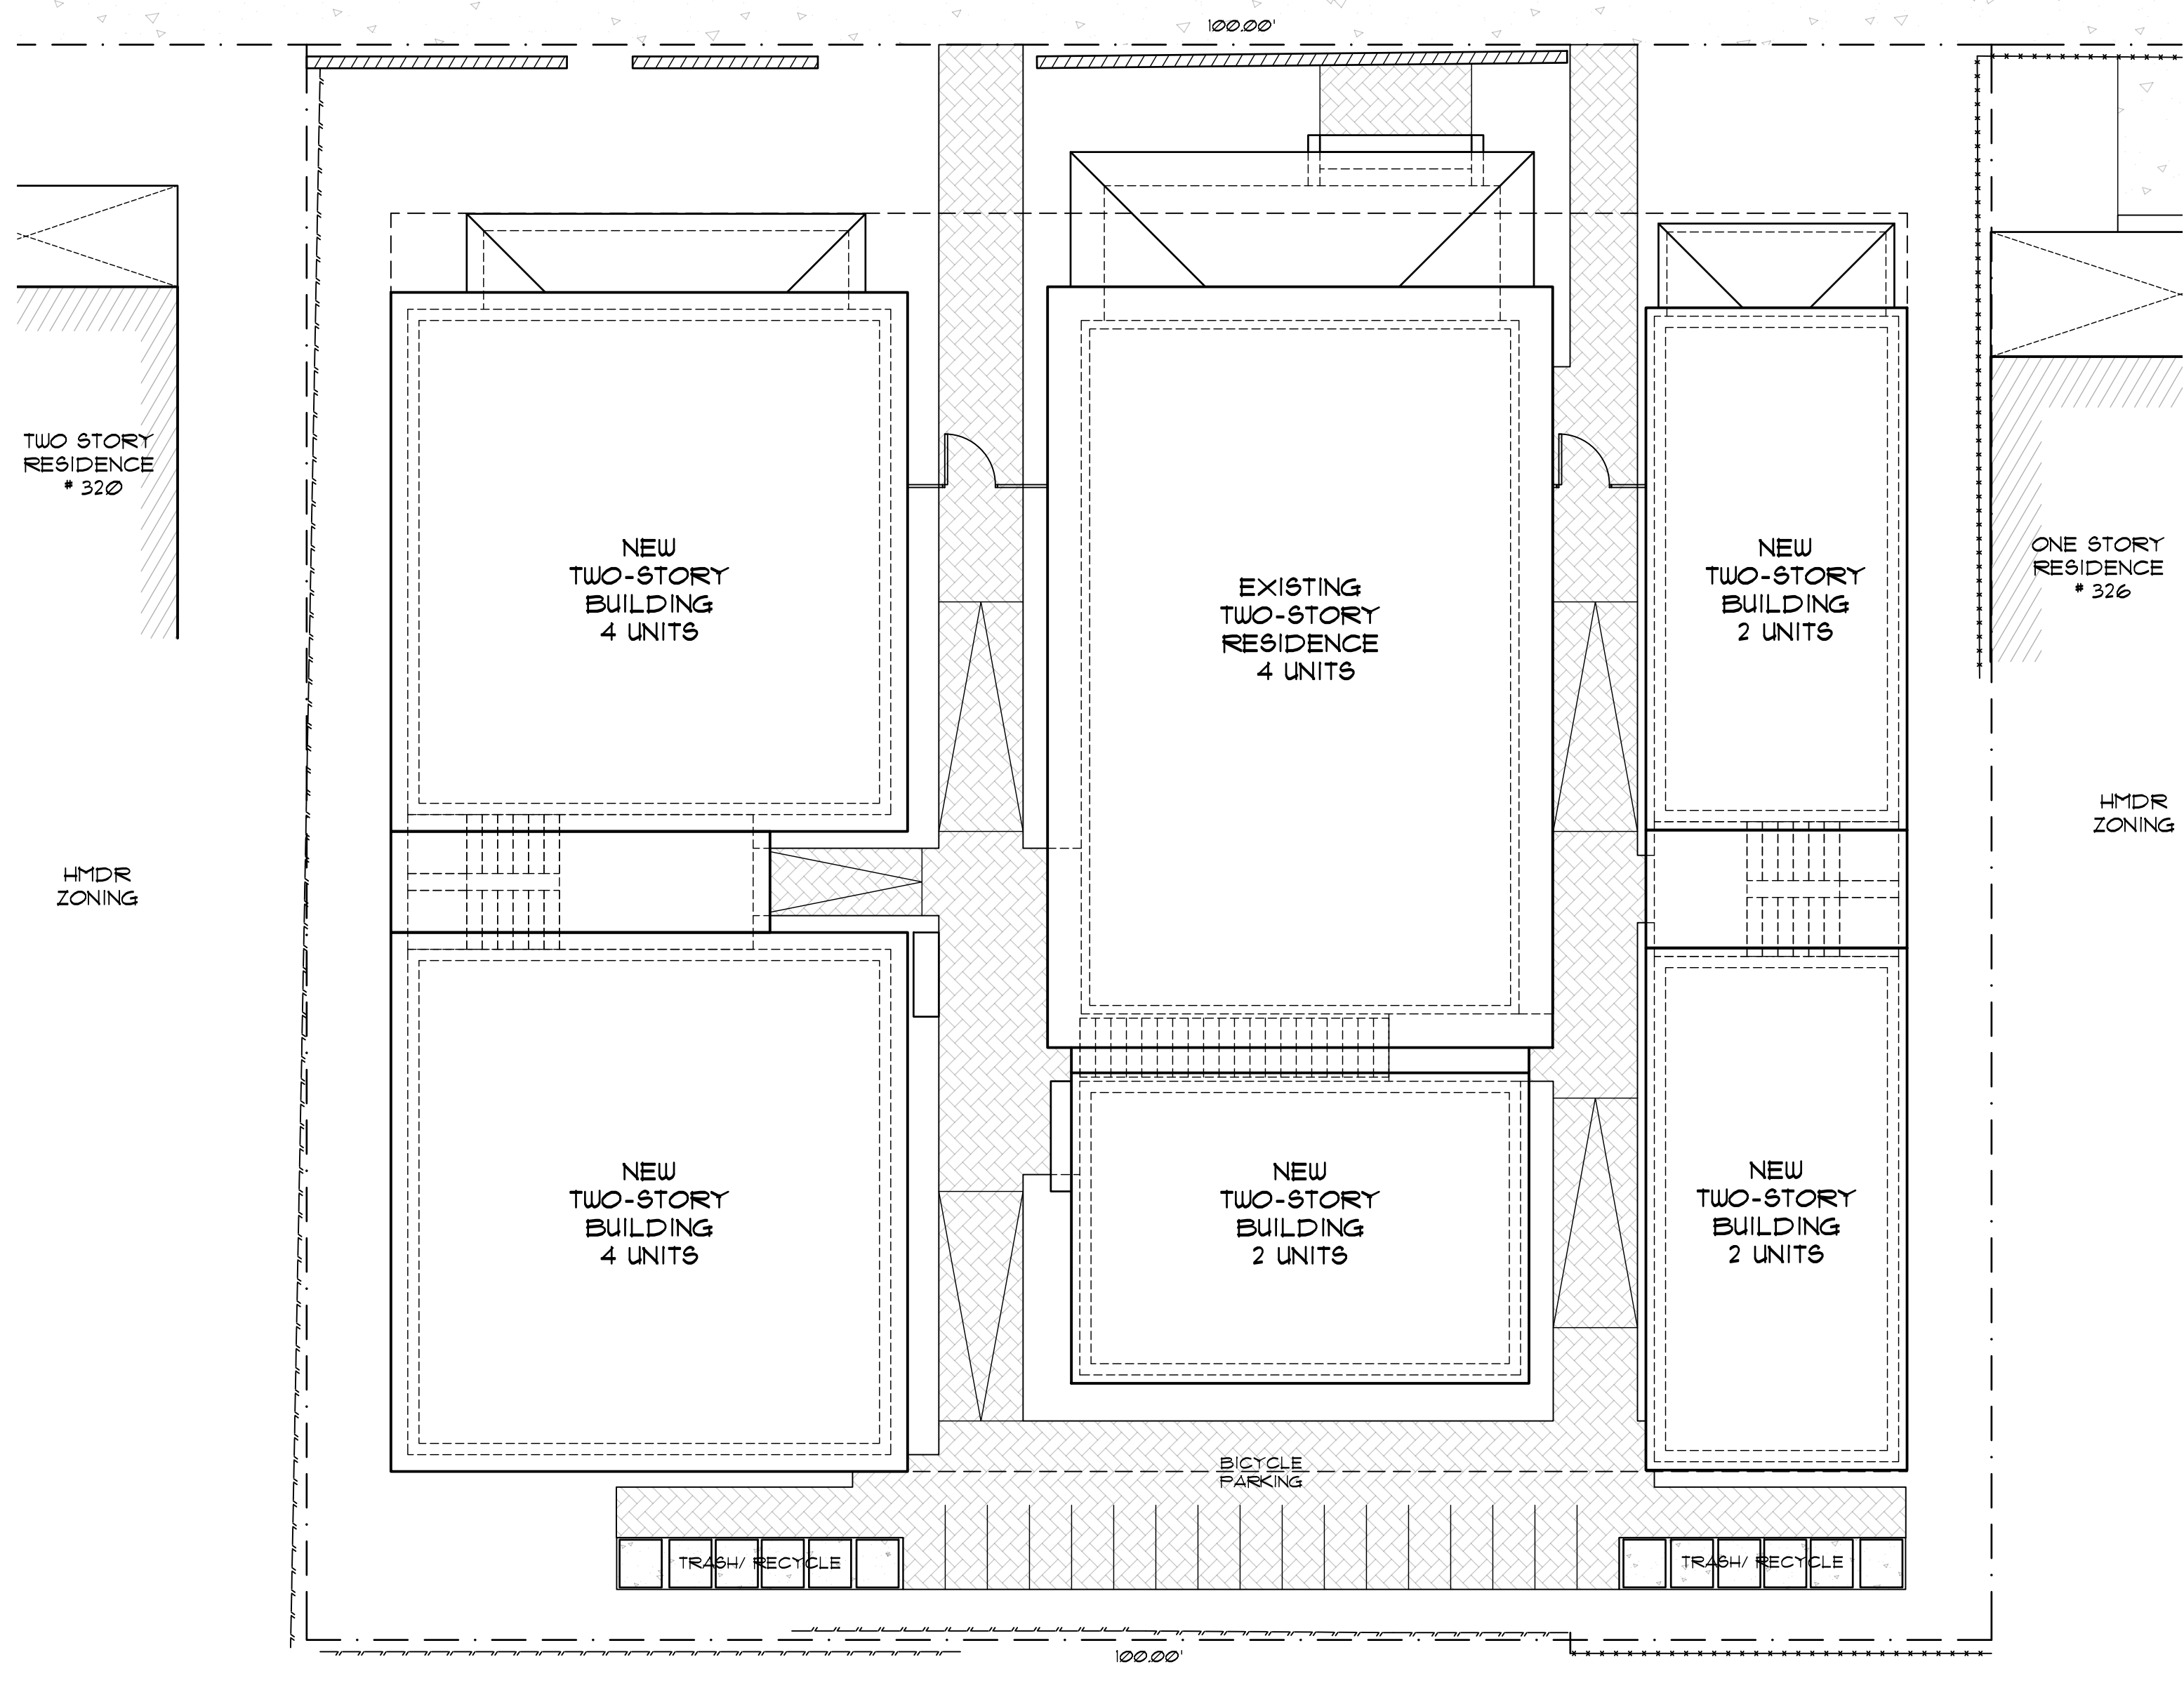 100.00'
TWO STORY
RESIDENCE
# 320
NEW
TWO-STORY
BUILDING
4 UNITS
EXISTING
TWO-STORY
RESIDENCE
4 UNITS
NEW
TWO-STORY
BUILDING
2 UNITS
ONE STORY
RESIDENCE
# 326
HMDR
ZONING
HMDR
ZONING
NEW
TWO-STORY
BUILDING
4 UNITS
NEW
TWO-STORY
BUILDING
2 UNITS
NEW
TWO-STORY
BUILDING
2 UNITS
BICYCLE
PARKING
TRASH/ RECYCLE
TRASH/ RECYCLE
100.00'